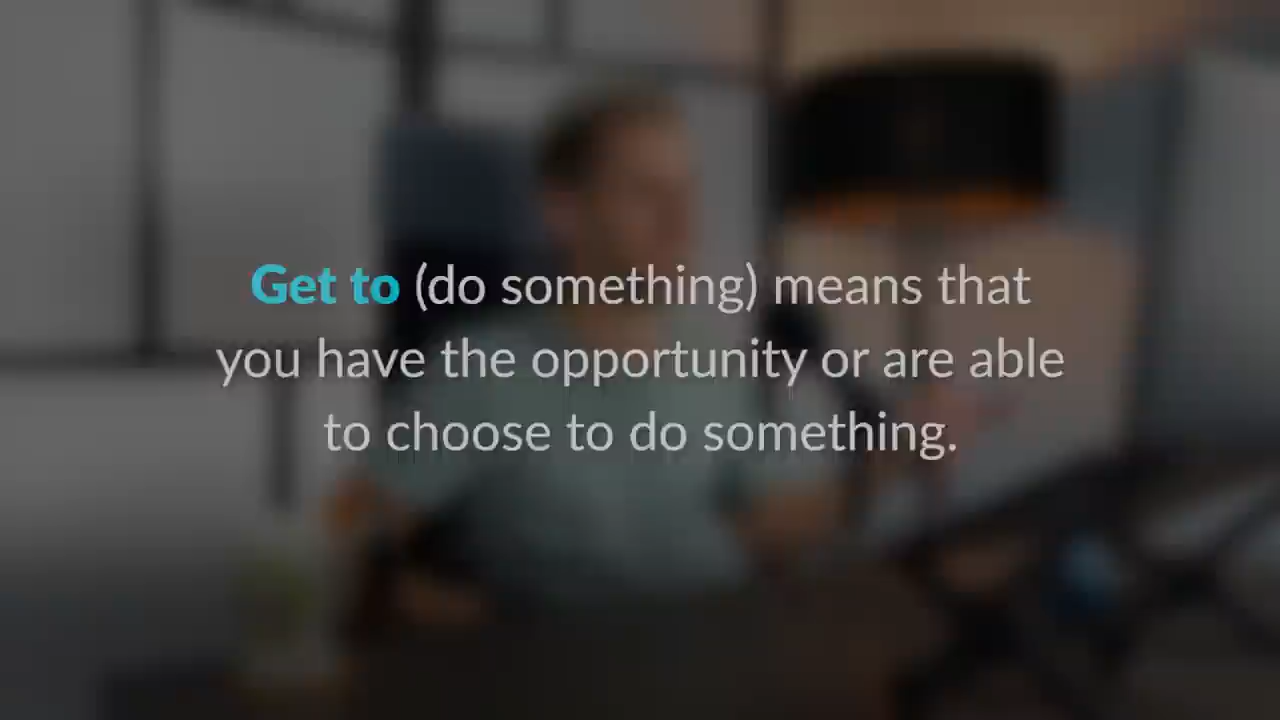 Get to (do something) means that
you have the opportunity or are able
to choose to do something.